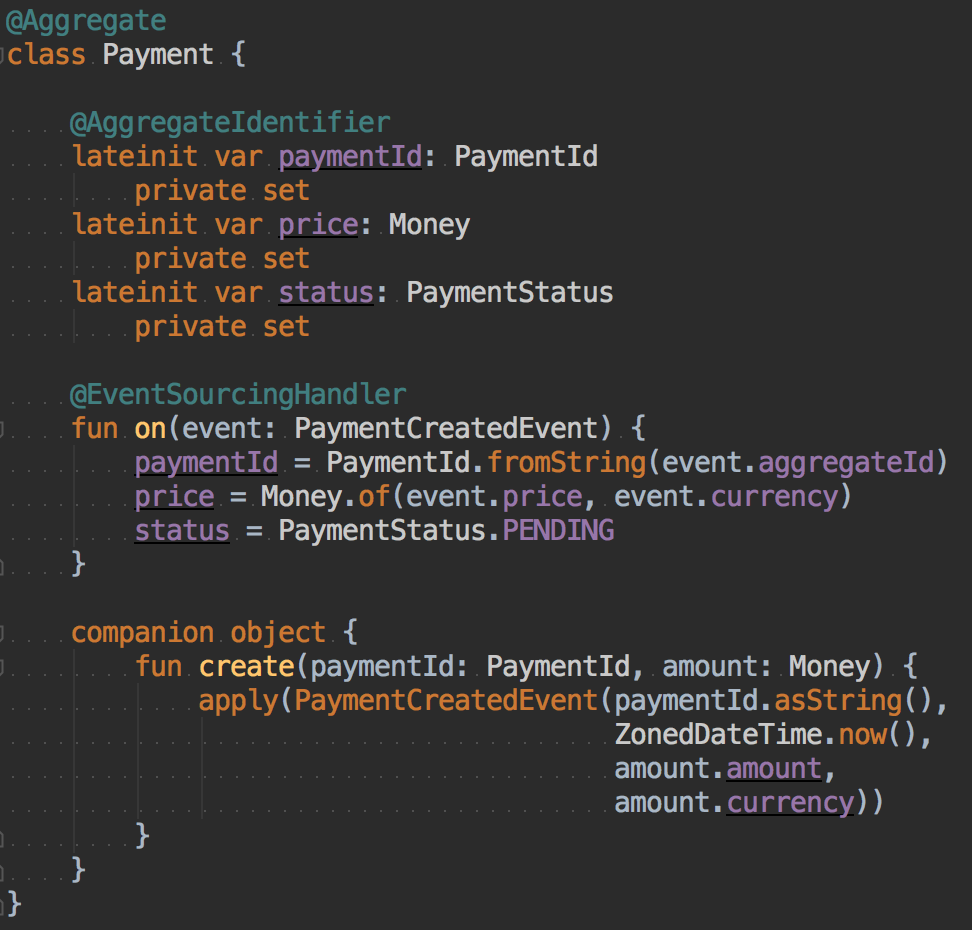 @Aggregate
class Payment {
@AggregateIdentifier
lateinit var paymentId: PaymentId
private set
lateinit var price: Money
private set
lateinit var status: PaymentStatus
private set
@EventSourcingHandler
fun on(event: PaymentCreatedEvent) {
paymentId = PaymentId.fromString(event.aggregateId)
price = Money.of(event.price, event.currency)
status = PaymentStatus.PENDING
}
companion object {
fun create(paymentId: PaymentId, amount: Money) {
apply(PaymentCreatedEvent(paymentId.asString(),
ZonedDateTime.now(),
amount.amount,
amount.currency))
}
}
}